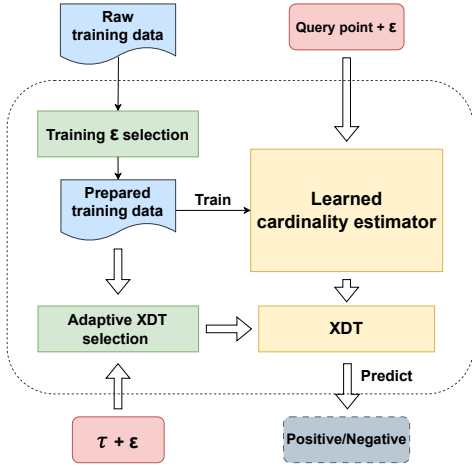 Raw
training data
Query point + ε
Training ε selection
Prepared
training data
Train
Learned
cardinality estimator
Adaptive XDT
selection
XDT
Predict
τ + ε
Positive/Negative